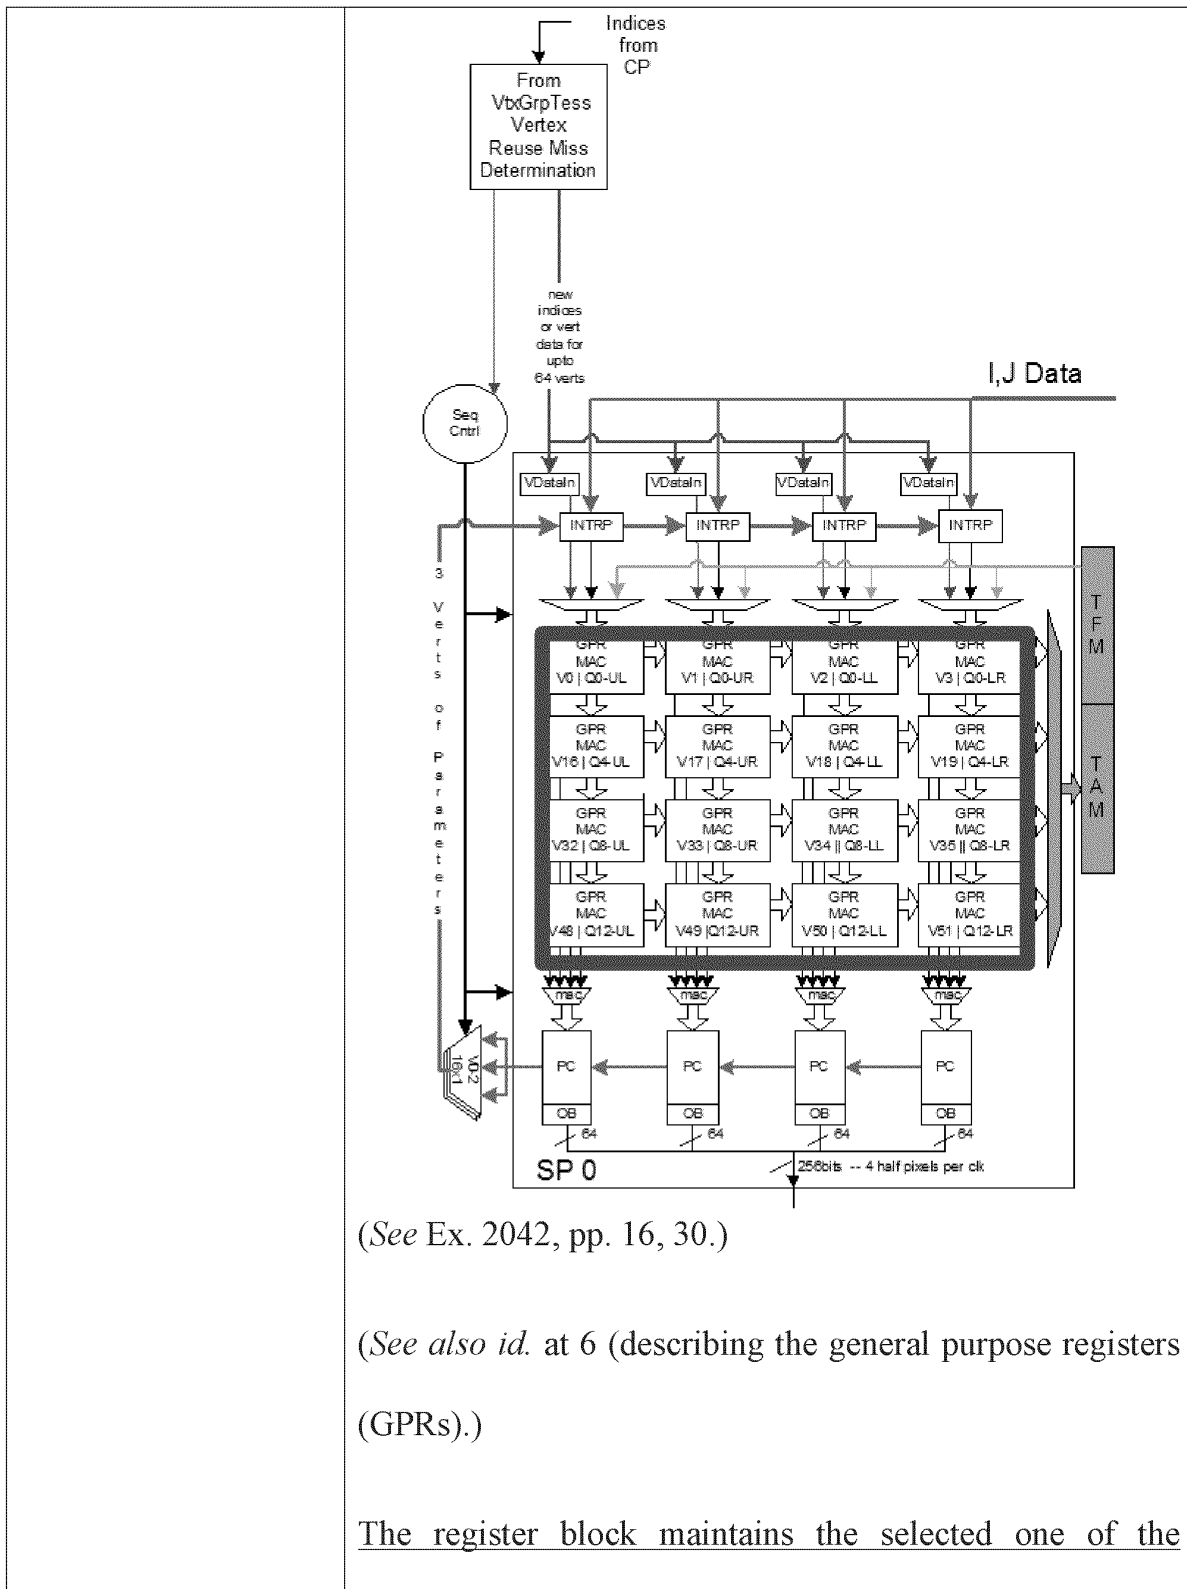 Indices
from
CP
From
VtxGrpTess
Vertex
Reuse Miss
Determination
new
indices
or vert
data for
upto
64 verts
I,J Data
Seq
Cntrl
VDataIn VDataIn VDataIn VDataIn
INTRP INTRP INTRP INTRP
3 Verts of Parameters
TFM
TAM
GPR GPR GPR GPR
MAC MAC MAC MAC
V0 | Q0-UL V1 | Q0-UR V2 | Q0-LL V3 | Q0-LR
GPR GPR GPR GPR
MAC MAC MAC MAC
V16 | Q4-UL V17 | Q4-UR V18 | Q4-LL V19 | Q4-LR
GPR GPR GPR GPR
MAC MAC MAC MAC
V32 | Q8-UL V33 | Q8-UR V34 || Q8-LL V35 || Q8-LR
GPR GPR GPR GPR
MAC MAC MAC MAC
V48 | Q12-UL V49 |Q12-UR V50 | Q12-LL V51 | Q12-LR
mac mac mac mac
V0-2
16x1
PC PC PC PC
OB OB OB OB
64 64 64 64
SP 0
256bits -- 4 half pixels per clk
(See Ex. 2042, pp. 16, 30.)
(See also id. at 6 (describing the general purpose registers
(GPRs).)
The register block maintains the selected one of the